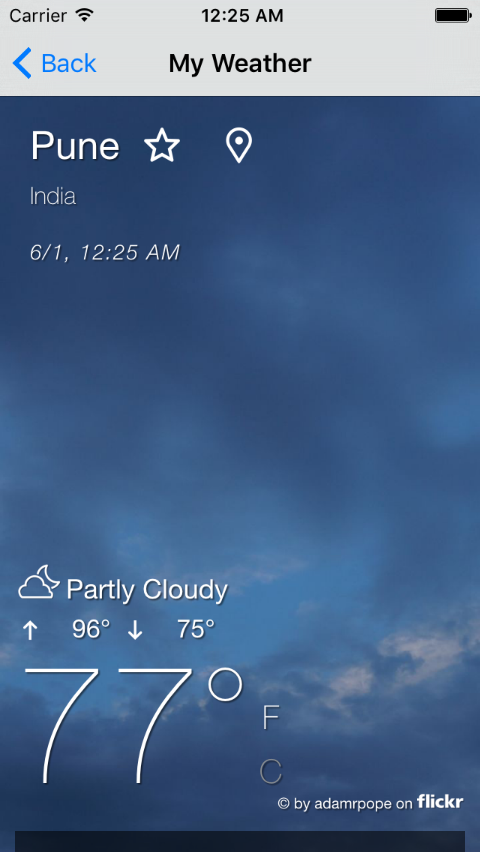 Carrier 12:25 AM
Back My Weather
Pune
India
6/1, 12:25 AM
Partly Cloudy
↑ 96° ↓ 75°
77°
F
C
© by adamrpope on flickr